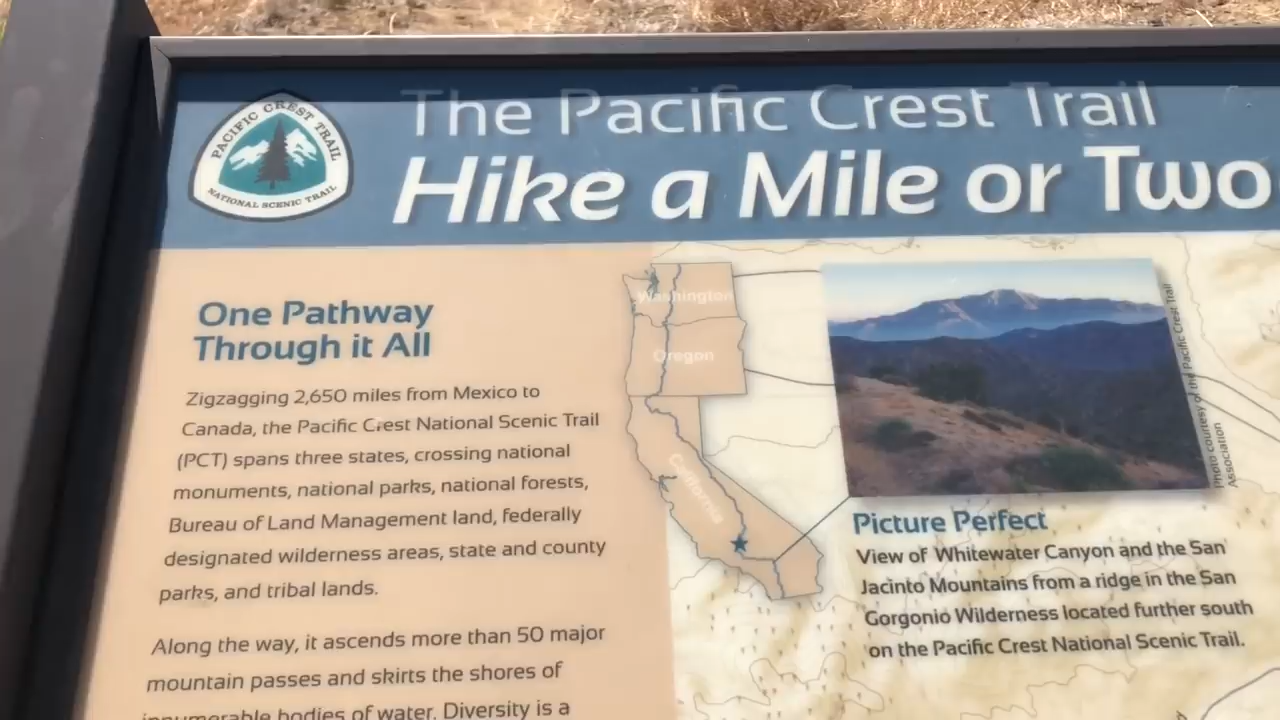 PACIFIC CREST TRAIL
NATIONAL SCENIC TRAIL
The Pacific Crest Trail
Hike a Mile or Two
One Pathway
Through it All
Zigzagging 2,650 miles from Mexico to
Canada, the Pacific Crest National Scenic Trail
(PCT) spans three states, crossing national
monuments, national parks, national forests,
Bureau of Land Management land, federally
designated wilderness areas, state and county
parks, and tribal lands.
Along the way, it ascends more than 50 major
mountain passes and skirts the shores of
innumerable bodies of water. Diversity is a
Washington
Oregon
California
Photo courtesy of the Pacific Crest Trail
Association
Picture Perfect
View of Whitewater Canyon and the San
Jacinto Mountains from a ridge in the San
Gorgonio Wilderness located further south
on the Pacific Crest National Scenic Trail.